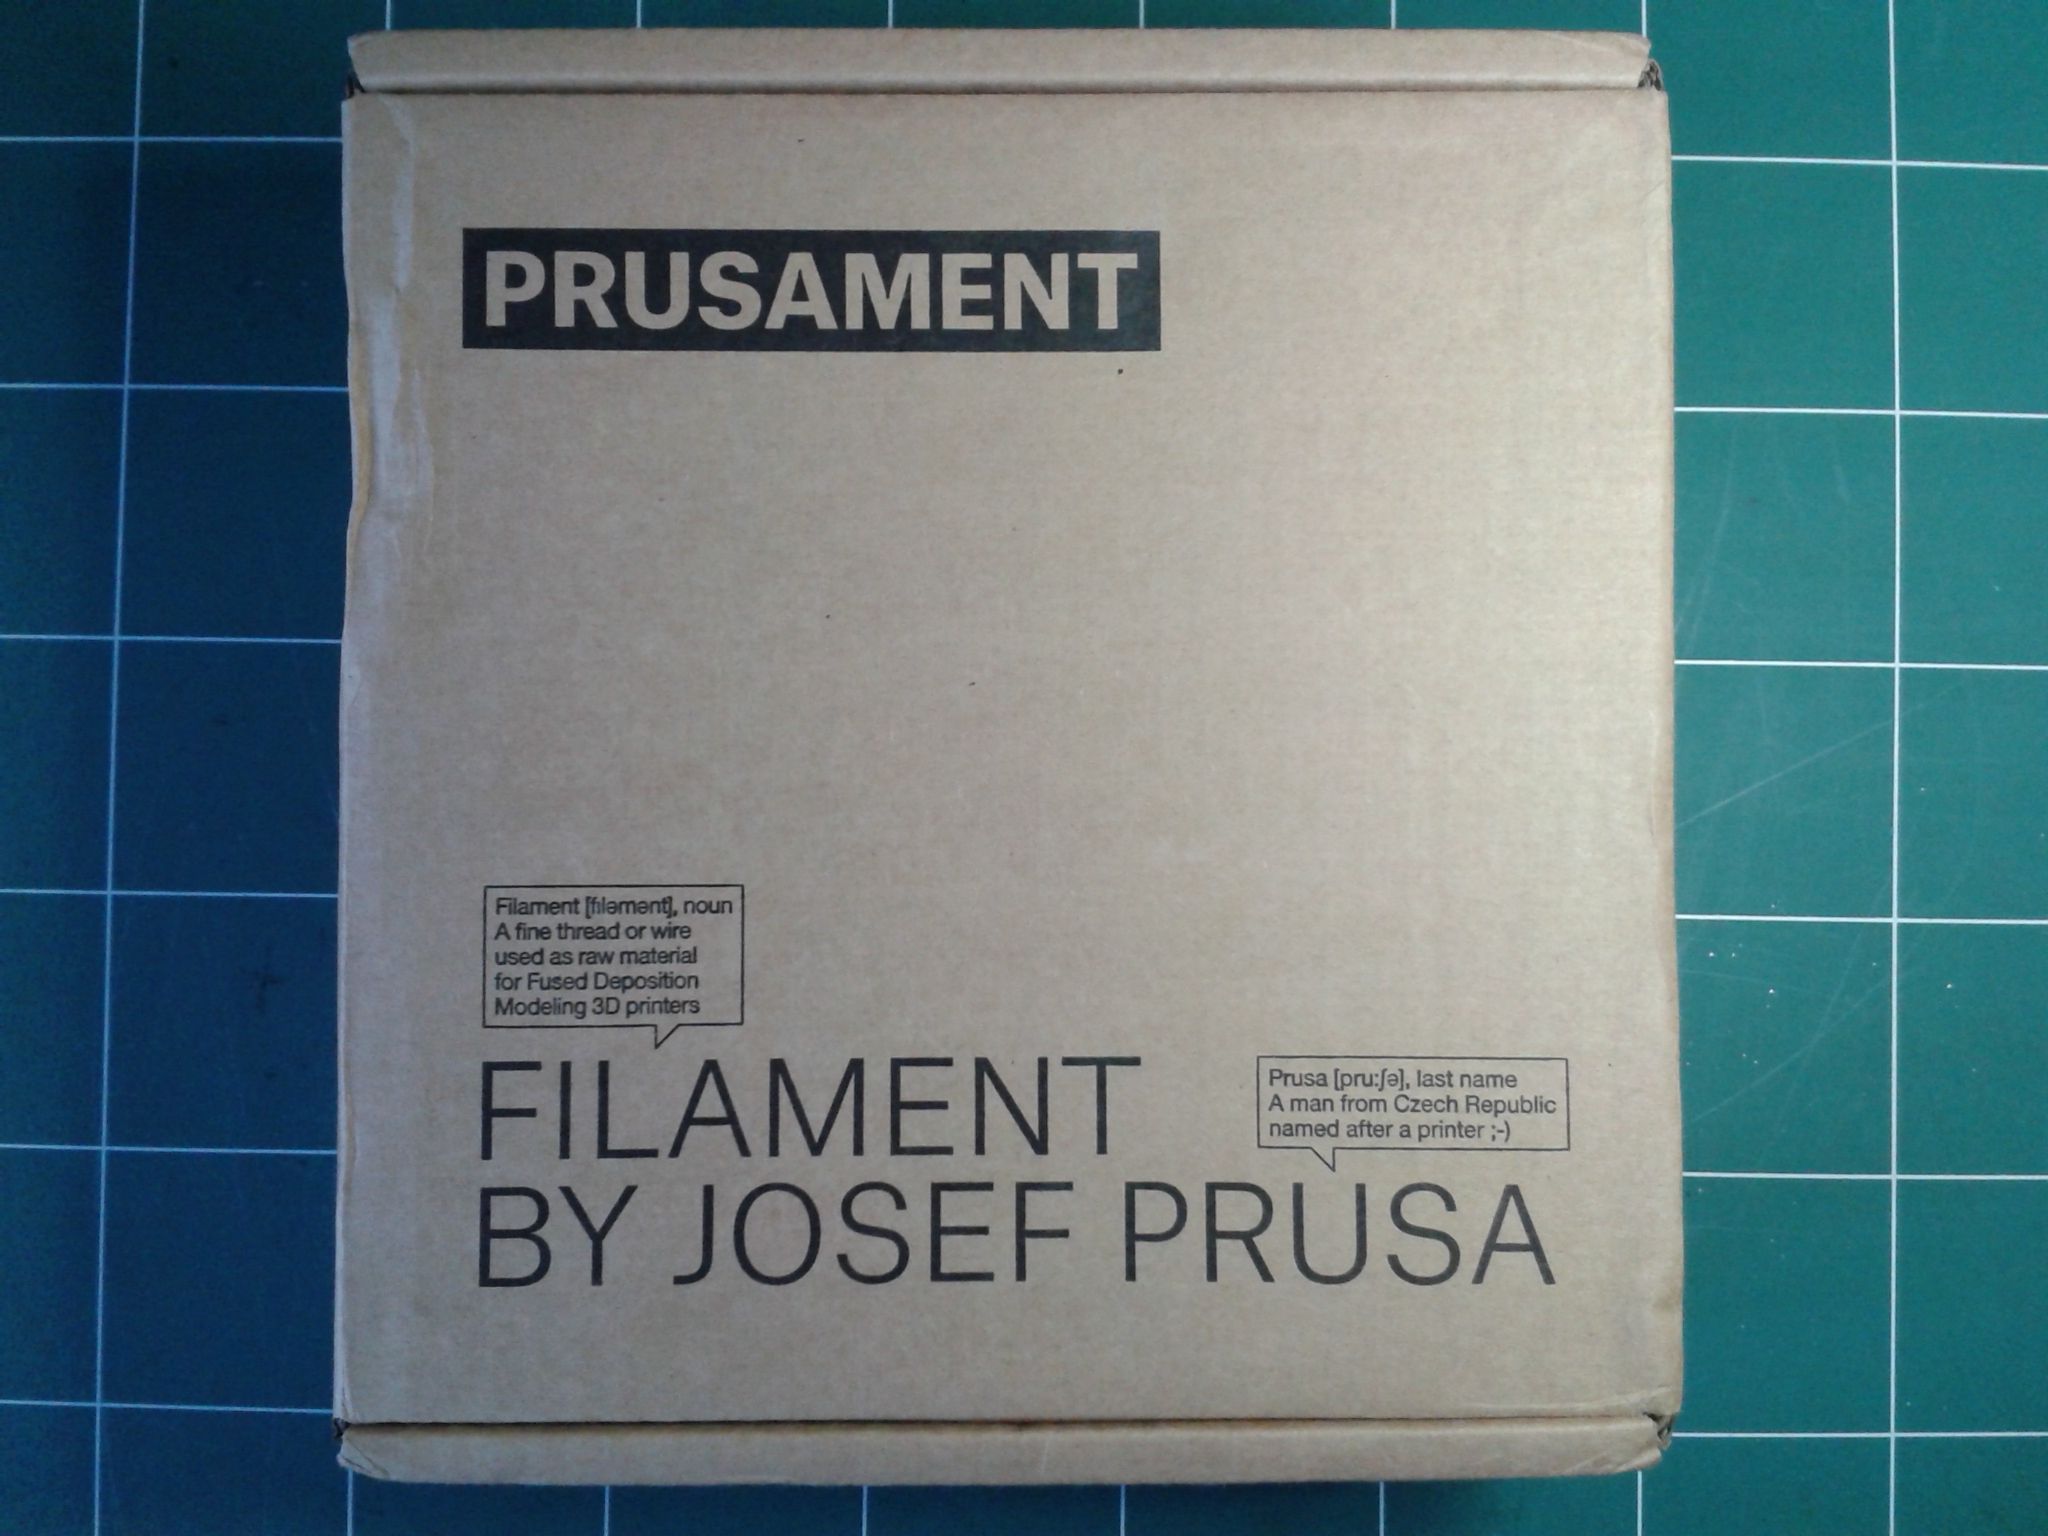 PRUSAMENT
Filament [fıləmənt], noun
A fine thread or wire
used as raw material
for Fused Deposition
Modeling 3D printers
FILAMENT
Prusa [pru:ʃə], last name
A man from Czech Republic
named after a printer ;-)
BY JOSEF PRUSA